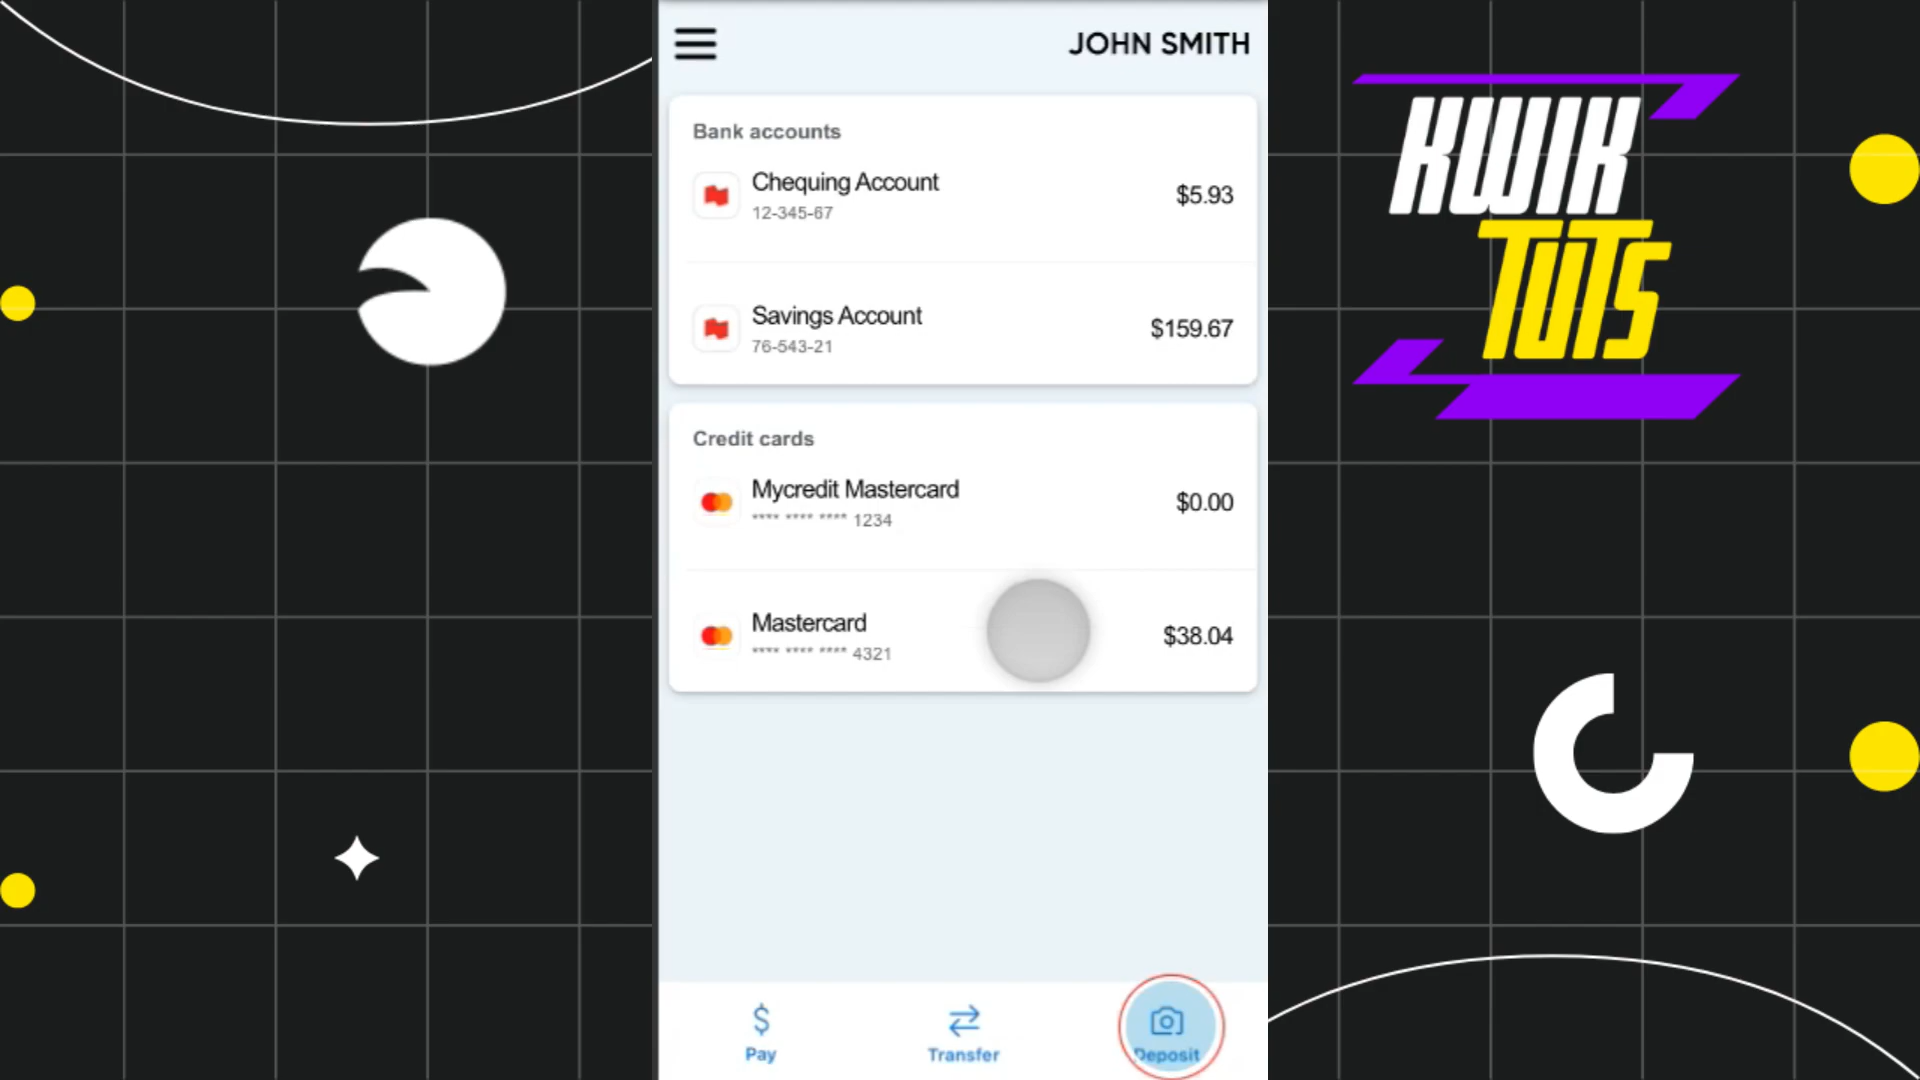 JOHN SMITH
Bank accounts
Chequing Account
12-345-67
$5.93
Savings Account
76-543-21
$159.67
Credit cards
Mycredit Mastercard
**** **** **** 1234
$0.00
Mastercard
**** **** **** 4321
$38.04
$
Pay
Transfer
Deposit
KWIK
TUTS